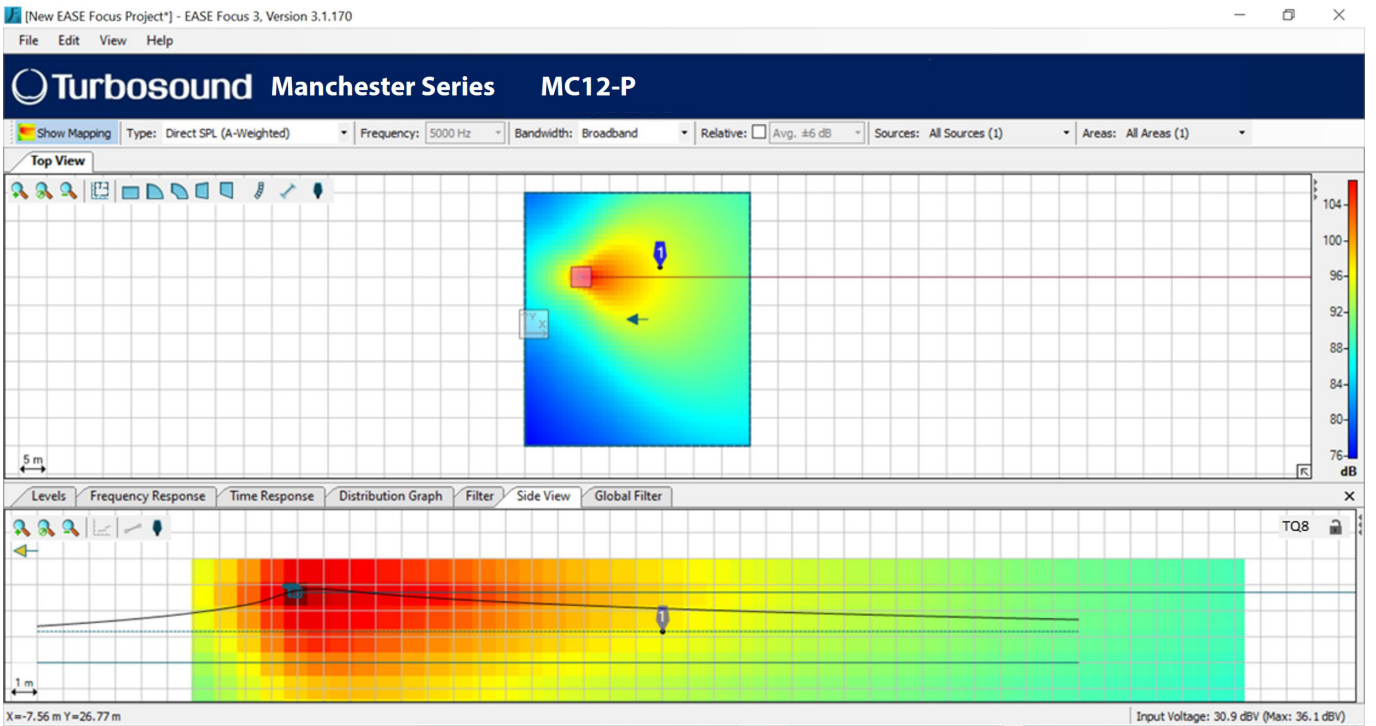 [New EASE Focus Project*] - EASE Focus 3, Version 3.1.170
File Edit View Help
Turbosound Manchester Series MC12-P
Show Mapping Type: Direct SPL (A-Weighted) Frequency: 5000 Hz Bandwidth: Broadband Relative: Avg. ±6 dB Sources: All Sources (1) Areas: All Areas (1)
Top View
104
100
96
92
88
84
80
76
dB
1
Y
X
5 m
Levels Frequency Response Time Response Distribution Graph Filter Side View Global Filter
TQ8
1
1 m
X=-7.56 m Y=26.77 m Input Voltage: 30.9 dBV (Max: 36.1 dBV)